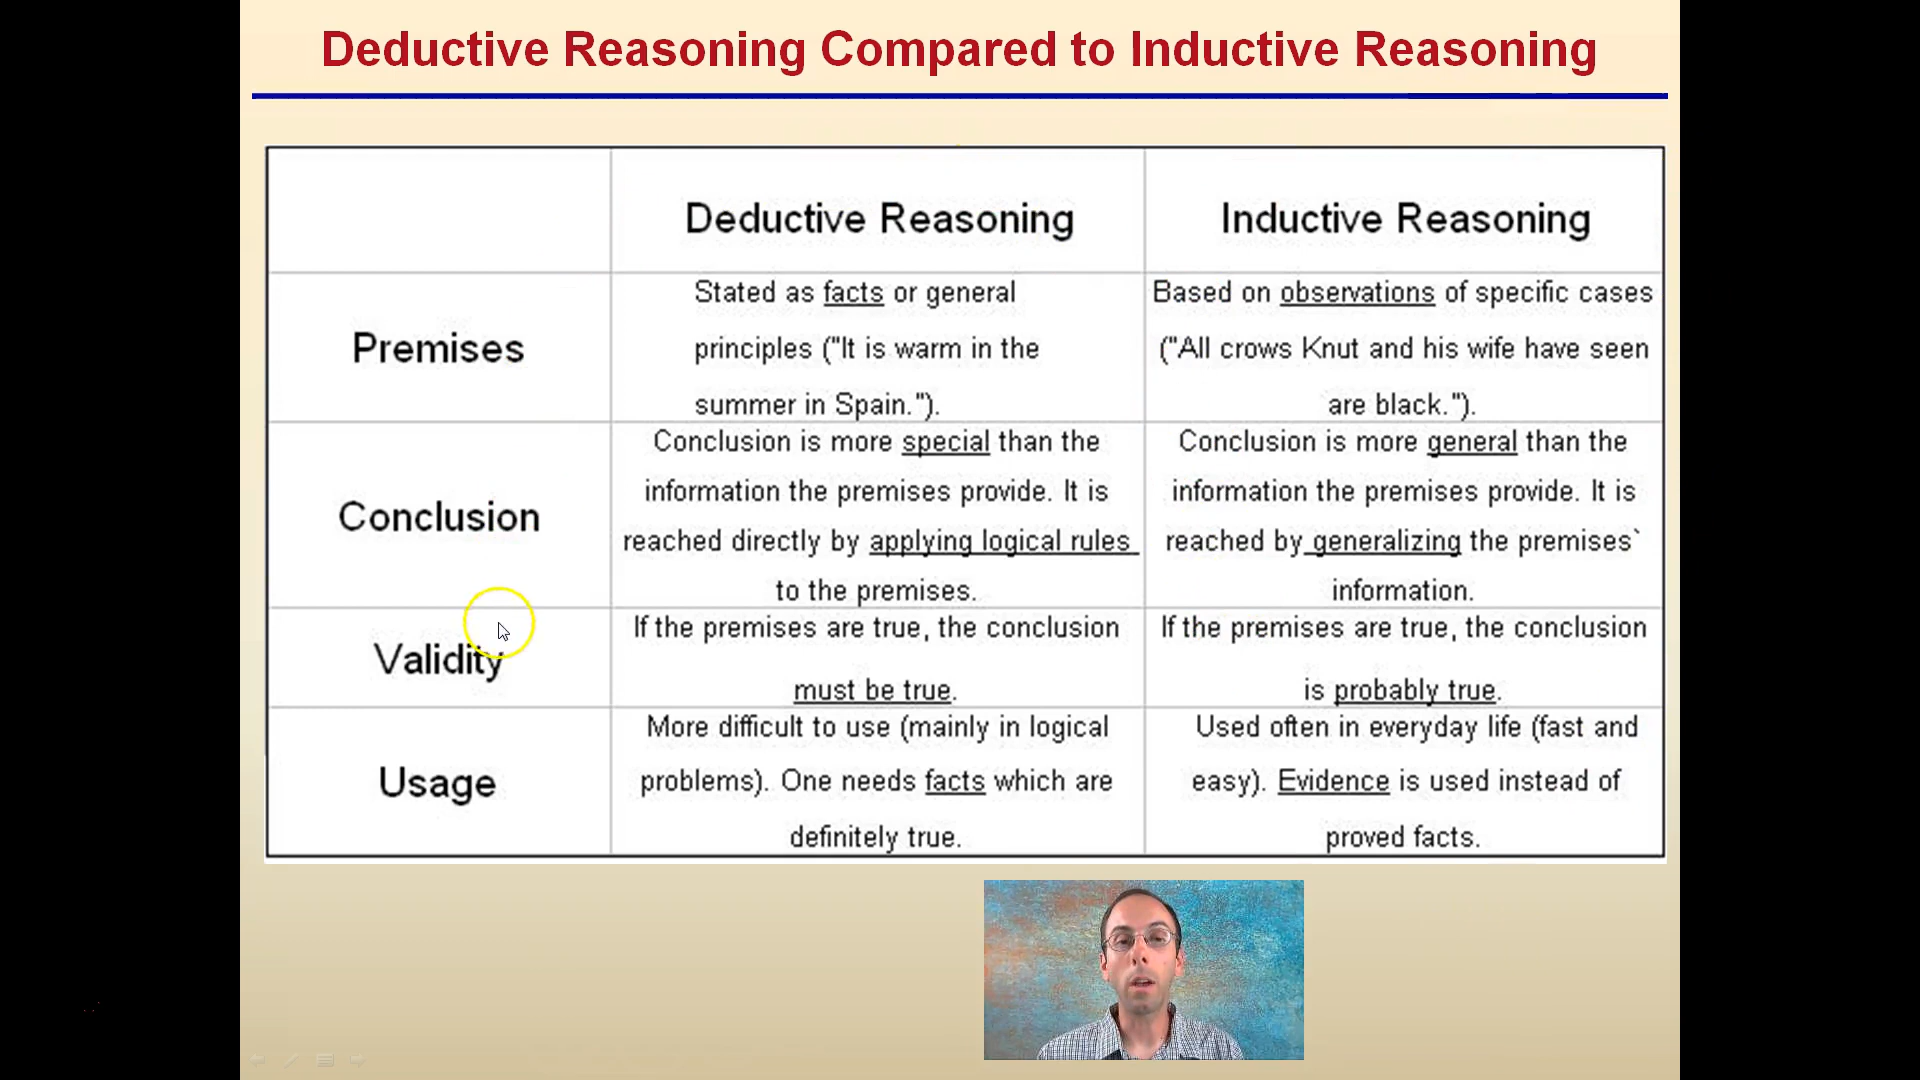 Deductive Reasoning Compared to Inductive Reasoning
Deductive Reasoning
Inductive Reasoning
Premises
Stated as facts or general
principles ("It is warm in the
summer in Spain.").
Based on observations of specific cases
("All crows Knut and his wife have seen
are black.").
Conclusion
Conclusion is more special than the
information the premises provide. It is
reached directly by applying logical rules
to the premises.
Conclusion is more general than the
information the premises provide. It is
reached by generalizing the premises`
information.
Validity
If the premises are true, the conclusion
must be true.
If the premises are true, the conclusion
is probably true.
Usage
More difficult to use (mainly in logical
problems). One needs facts which are
definitely true.
Used often in everyday life (fast and
easy). Evidence is used instead of
proved facts.